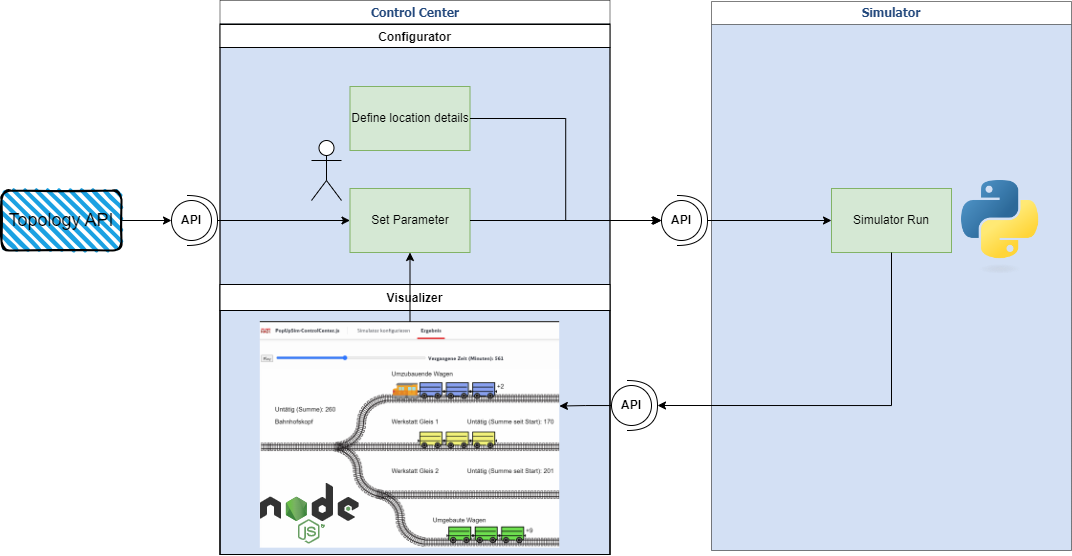 Control Center
Simulator
Configurator
Define location details
Topology API
API
Set Parameter
API
Simulator Run
Visualizer
PopUpSim-ControlCenter.js
Simulator konfigurieren
Ergebnis
Play
Vergangene Zeit (Minuten): 563
Umzubauende Wagen
+2
Untätig (Summe): 260
Bahnhofskopf
Werkstatt Gleis 1
Untätig (Summe seit Start): 170
API
Werkstatt Gleis 2
Untätig (Summe seit Start): 201
node
JS
Umgebaute Wagen
+9